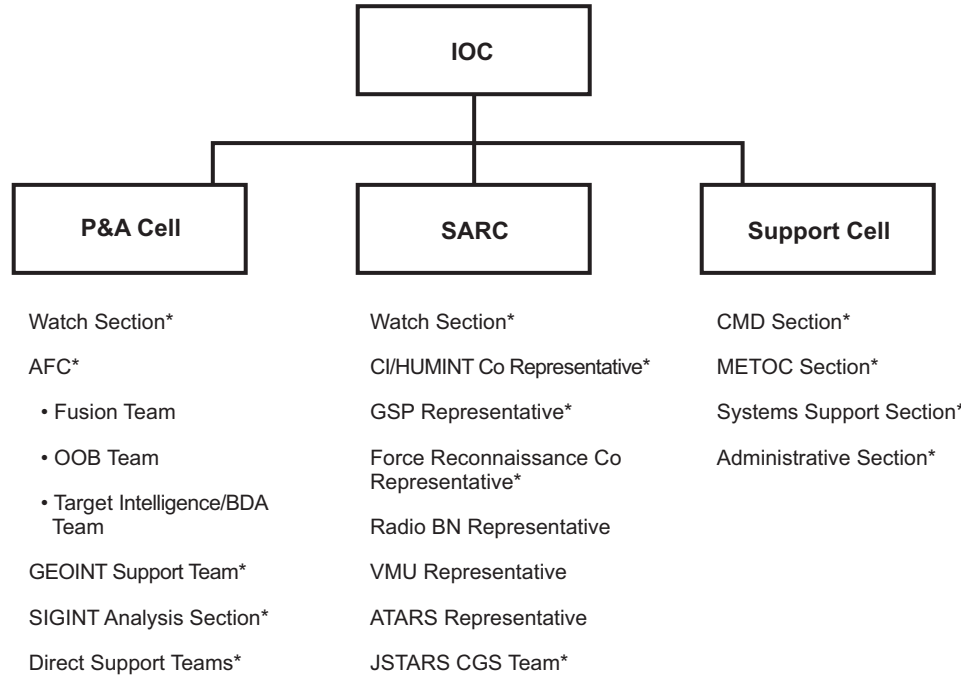 IOC
P&A Cell
SARC
Support Cell
Watch Section*
AFC*
• Fusion Team
• OOB Team
• Target Intelligence/BDA
Team
GEOINT Support Team*
SIGINT Analysis Section*
Direct Support Teams*
Watch Section*
CI/HUMINT Co Representative*
GSP Representative*
Force Reconnaissance Co
Representative*
Radio BN Representative
VMU Representative
ATARS Representative
JSTARS CGS Team*
CMD Section*
METOC Section*
Systems Support Section*
Administrative Section*